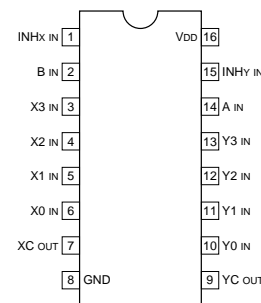 INHX IN 1
B IN 2
X3 IN 3
X2 IN 4
X1 IN 5
X0 IN 6
XC OUT 7
8 GND
VDD 16
15 INHY IN
14 A IN
13 Y3 IN
12 Y2 IN
11 Y1 IN
10 Y0 IN
9 YC OUT